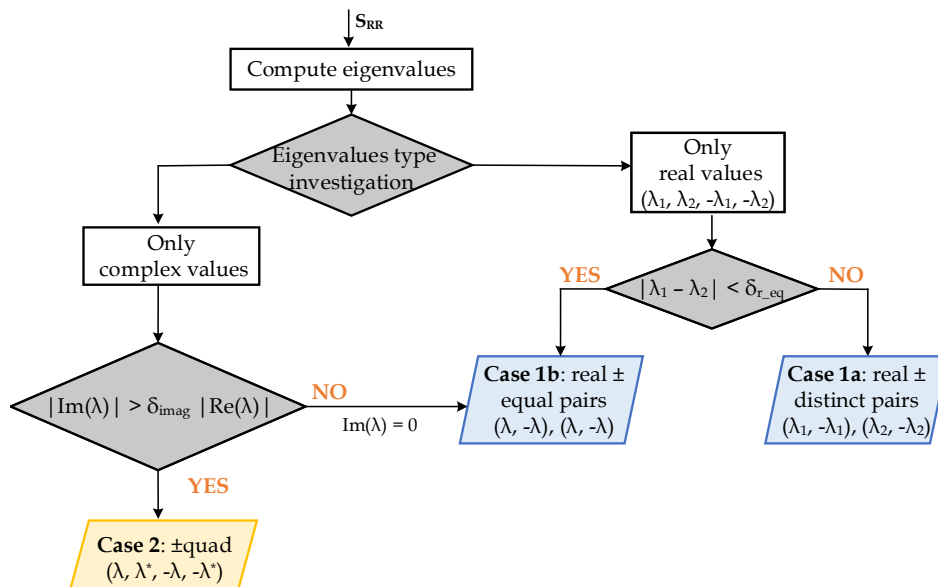 S_RR
Compute eigenvalues
Eigenvalues type
investigation
Only
real values
(λ₁, λ₂, -λ₁, -λ₂)
Only
complex values
YES
|λ₁ – λ₂| < δ_r_eq
NO
|Im(λ)| > δ_imag |Re(λ)|
NO
Im(λ) = 0
Case 1b: real ±
equal pairs
(λ, -λ), (λ, -λ)
Case 1a: real ±
distinct pairs
(λ₁, -λ₁), (λ₂, -λ₂)
YES
Case 2: ±quad
(λ, λ*, -λ, -λ*)